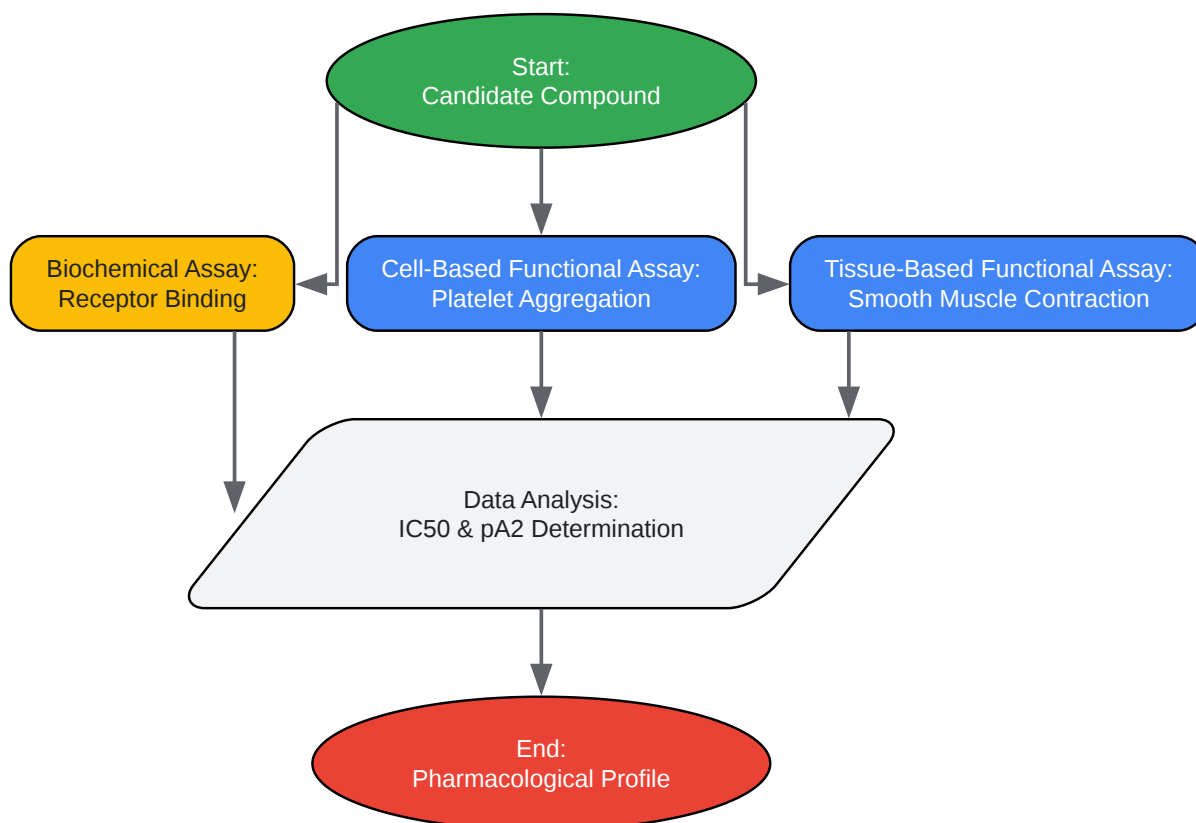 Start:
Candidate Compound
Biochemical Assay:
Receptor Binding
Cell-Based Functional Assay:
Platelet Aggregation
Tissue-Based Functional Assay:
Smooth Muscle Contraction
Data Analysis:
IC50 & pA2 Determination
End:
Pharmacological Profile